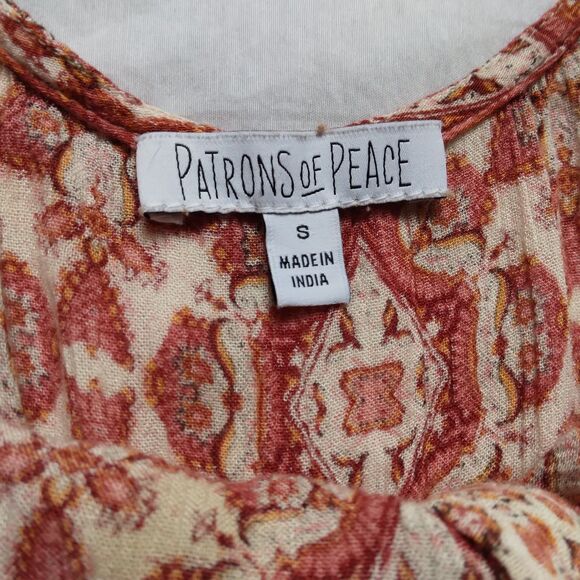 PATRONS OF PEACE
S
MADE IN
INDIA